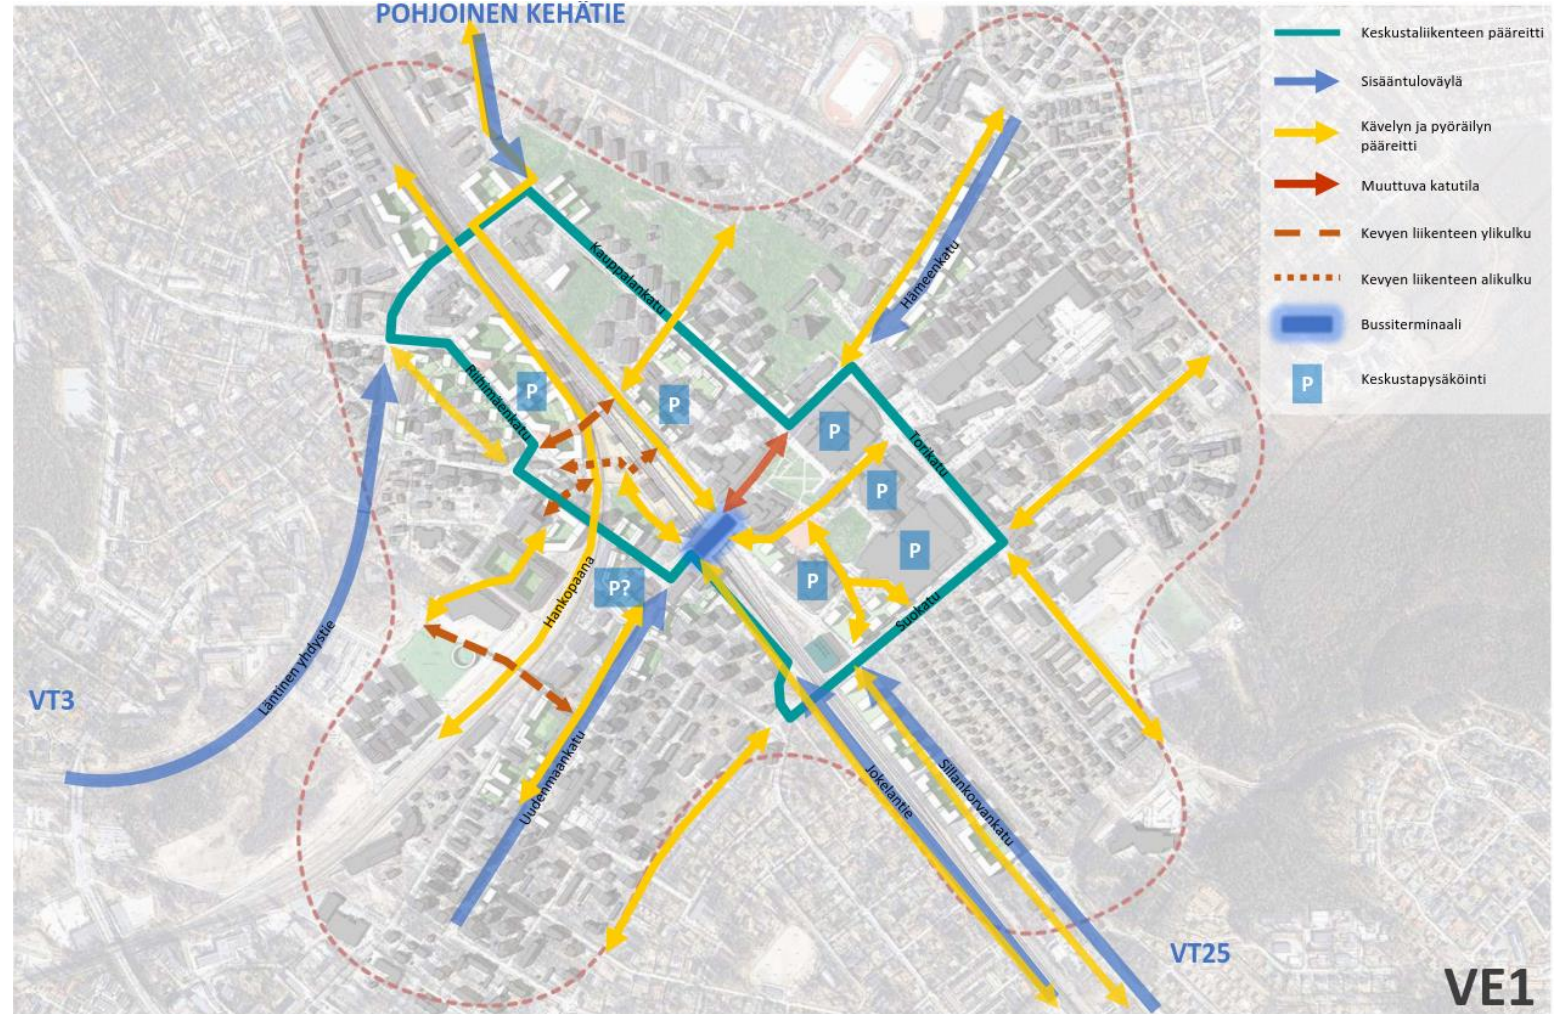 POHJOINEN KEHÄTIE
Keskustaliikenteen pääreitti
Sisääntuloväylä
Kävelyn ja pyöräilyn
pääreitti
Muuttuva katutila
Kevyen liikenteen ylikulku
Kevyen liikenteen alikulku
Bussiterminaali
P
Keskustapysäköinti
Kauppalankatu
Hämeenkatu
Riihimäenkatu
P
P
P
Torikatu
P
P
P
P?
Hankopaana
Suokatu
Läntinen yhdystie
VT3
Uudenmaankatu
Jokelantie
Sillankorvankatu
VT25
VE1